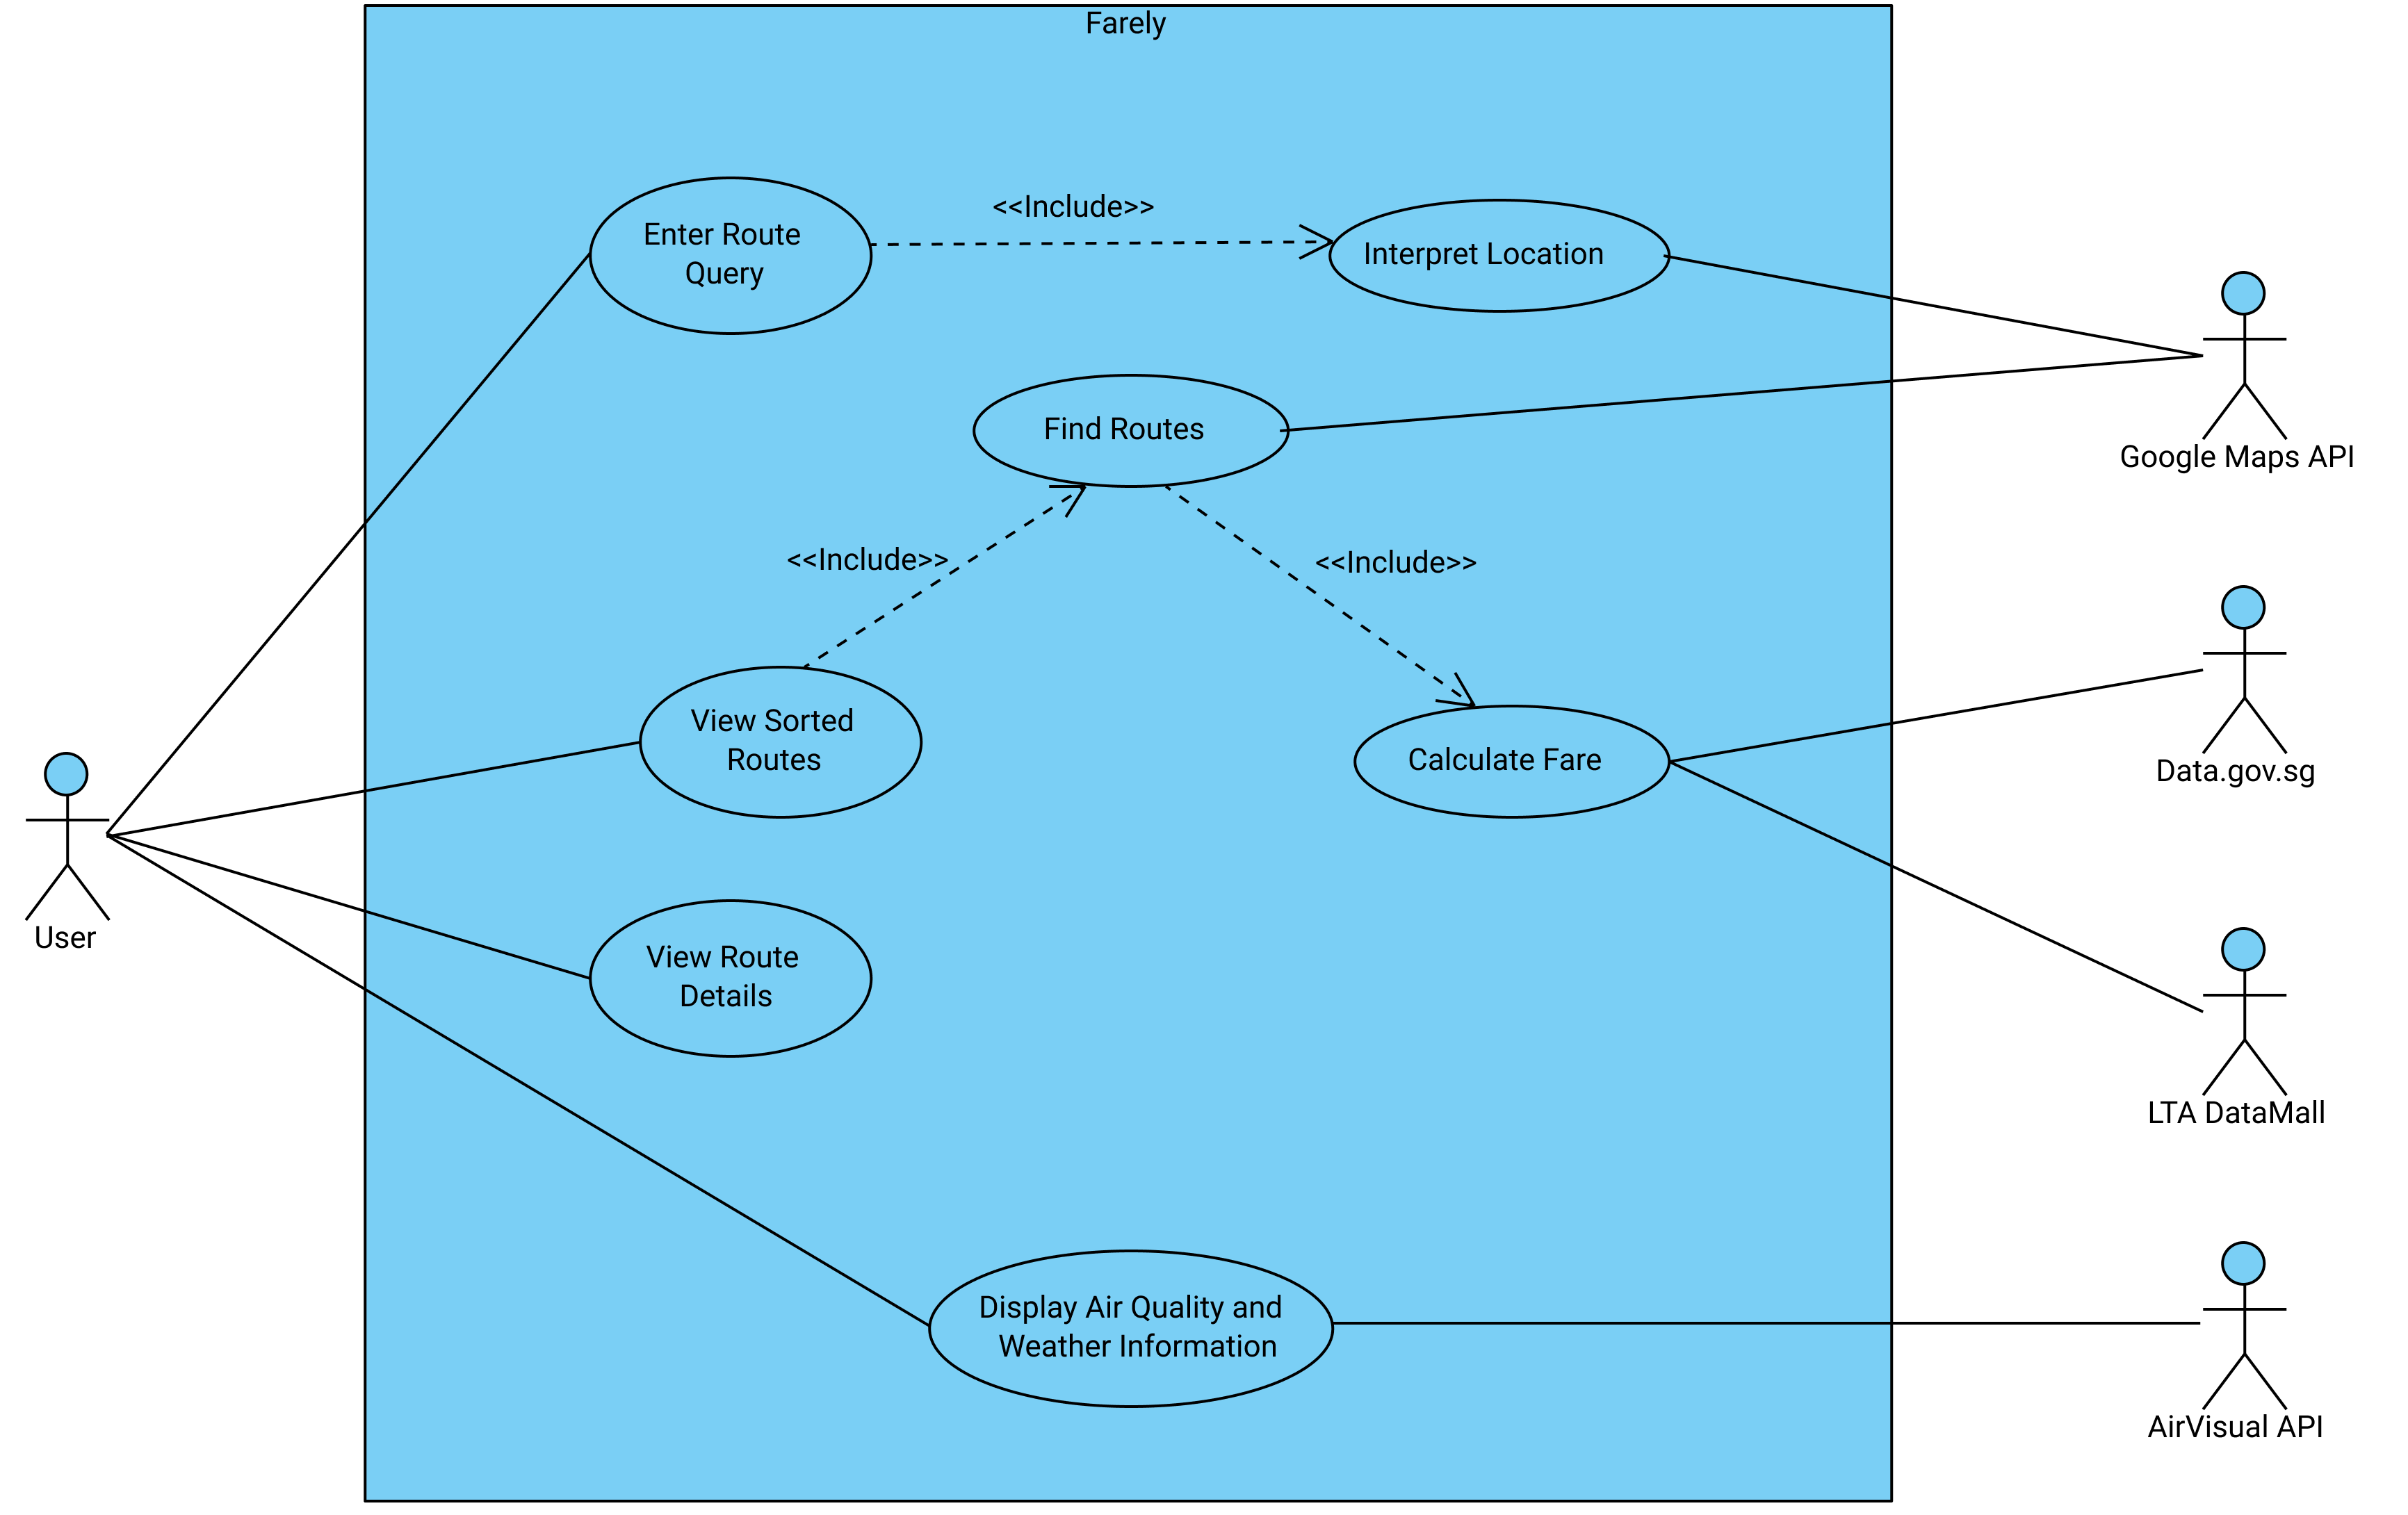 Farely
Enter Route
Query
<<Include>>
Interpret Location
Find Routes
Google Maps API
<<Include>>
<<Include>>
View Sorted
Routes
Calculate Fare
Data.gov.sg
User
View Route
Details
LTA DataMall
Display Air Quality and
Weather Information
AirVisual API